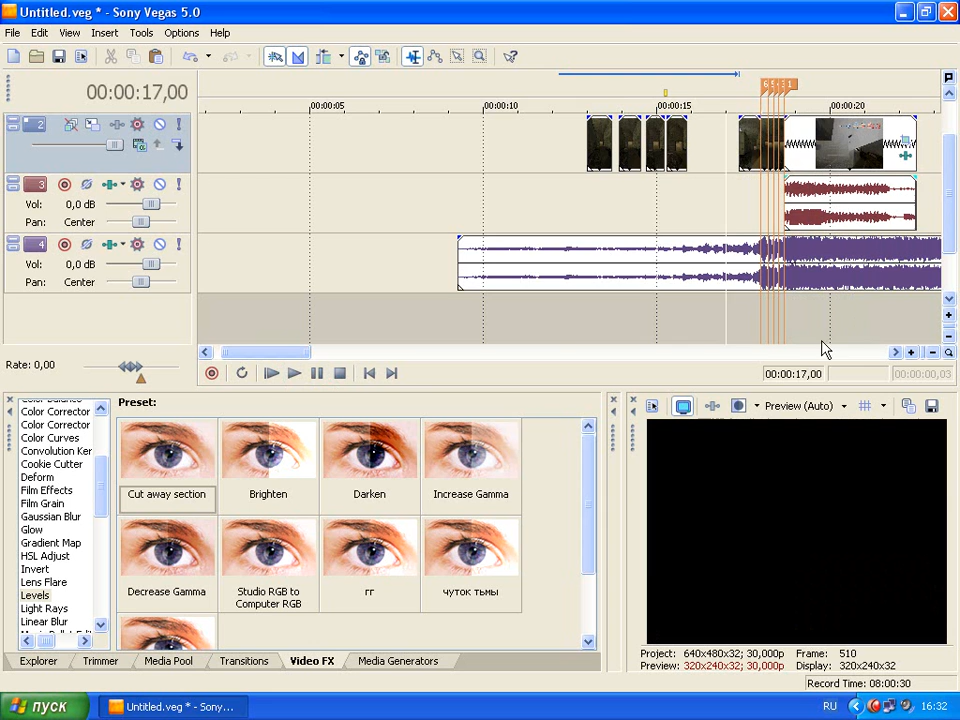 Untitled.veg * - Sony Vegas 5.0
File Edit View Insert Tools Options Help
00:00:17,00
00:00:05 00:00:10 00:00:15 00:00:20
2
3
Vol: 0,0 dB
Pan: Center
4
Vol: 0,0 dB
Pan: Center
Rate: 0,00
00:00:17,00 00:00:00,03
Preset:
Color Corrector
Color Corrector
Color Curves
Convolution Ker
Cookie Cutter
Deform
Film Effects
Film Grain
Gaussian Blur
Glow
Gradient Map
HSL Adjust
Invert
Lens Flare
Levels
Light Rays
Linear Blur
Cut away section Brighten Darken Increase Gamma
Decrease Gamma Studio RGB to Computer RGB гг чуток тьмы
Preview (Auto)
Explorer Trimmer Media Pool Transitions Video FX Media Generators
Project: 640x480x32; 30,000p Frame: 510
Preview: 320x240x32; 30,000p Display: 320x240x32
Record Time: 08:00:30
пуск Untitled.veg * - Sony... RU 16:32